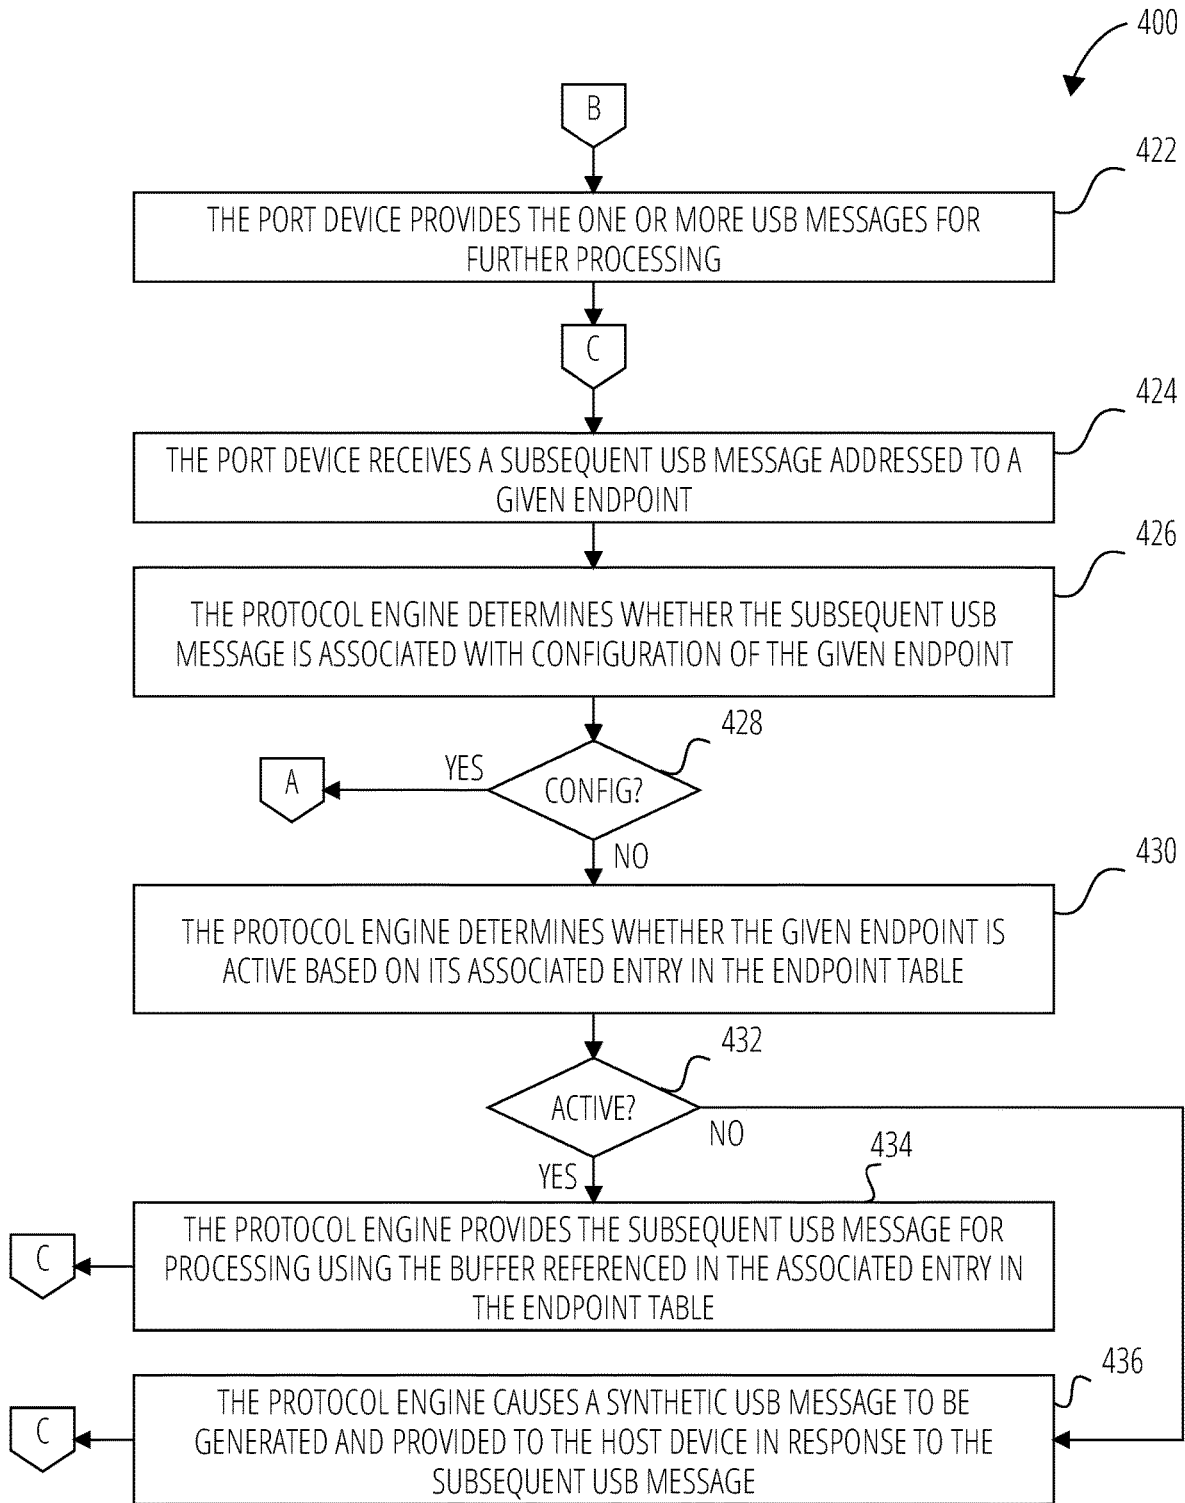 400
B
422
THE PORT DEVICE PROVIDES THE ONE OR MORE USB MESSAGES FOR
FURTHER PROCESSING
C
424
THE PORT DEVICE RECEIVES A SUBSEQUENT USB MESSAGE ADDRESSED TO A
GIVEN ENDPOINT
426
THE PROTOCOL ENGINE DETERMINES WHETHER THE SUBSEQUENT USB
MESSAGE IS ASSOCIATED WITH CONFIGURATION OF THE GIVEN ENDPOINT
428
A
YES
CONFIG?
NO
430
THE PROTOCOL ENGINE DETERMINES WHETHER THE GIVEN ENDPOINT IS
ACTIVE BASED ON ITS ASSOCIATED ENTRY IN THE ENDPOINT TABLE
432
ACTIVE?
NO
YES
434
THE PROTOCOL ENGINE PROVIDES THE SUBSEQUENT USB MESSAGE FOR
C
PROCESSING USING THE BUFFER REFERENCED IN THE ASSOCIATED ENTRY IN
THE ENDPOINT TABLE
436
THE PROTOCOL ENGINE CAUSES A SYNTHETIC USB MESSAGE TO BE
C
GENERATED AND PROVIDED TO THE HOST DEVICE IN RESPONSE TO THE
SUBSEQUENT USB MESSAGE